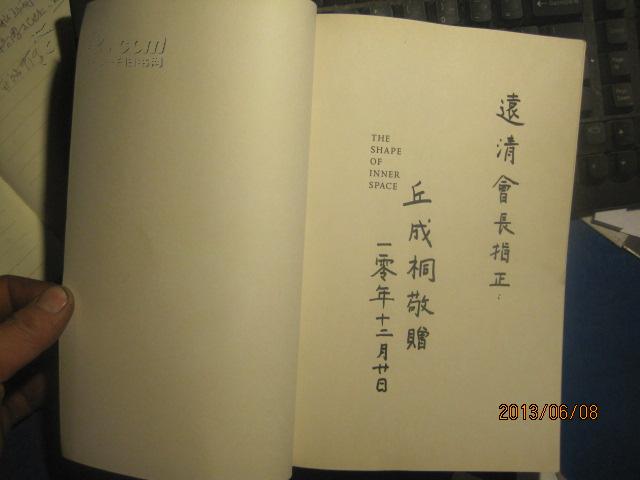 遠清會長指正：
丘成桐敬贈
一零年十二月廿日
THE
SHAPE
OF
INNER
SPACE
2013/06/08